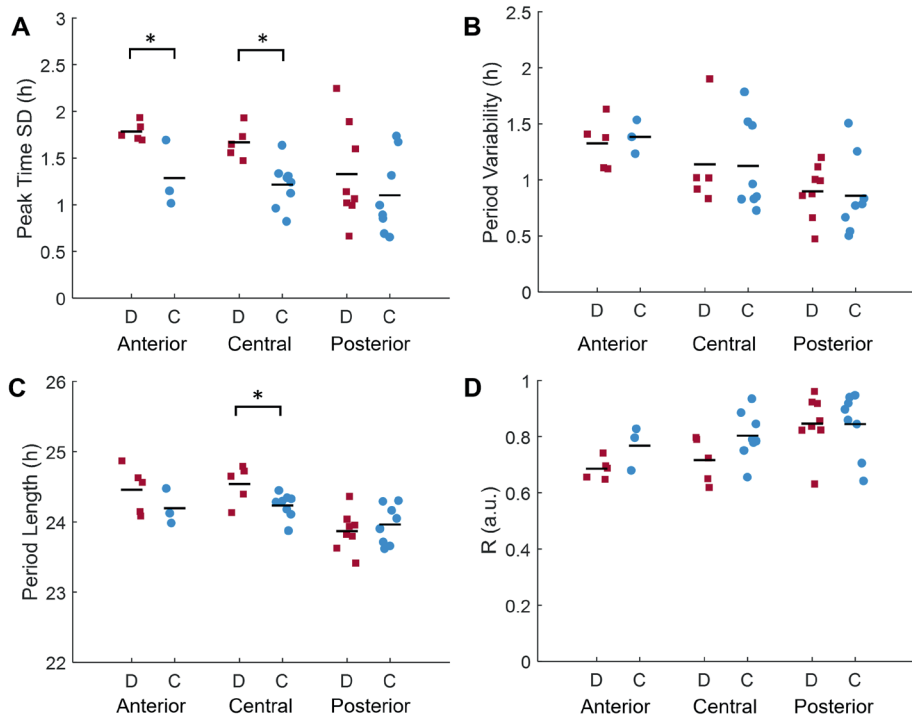 A
Peak Time SD (h)
3
2.5
2
1.5
1
0.5
0
* *
D C D C D C
Anterior Central Posterior
B
Period Variability (h)
2.5
2
1.5
1
0.5
0
D C D C D C
Anterior Central Posterior
C
Period Length (h)
26
25
24
23
22
*
D C D C D C
Anterior Central Posterior
D
R (a.u.)
1
0.8
0.6
0.4
0.2
0
D C D C D C
Anterior Central Posterior